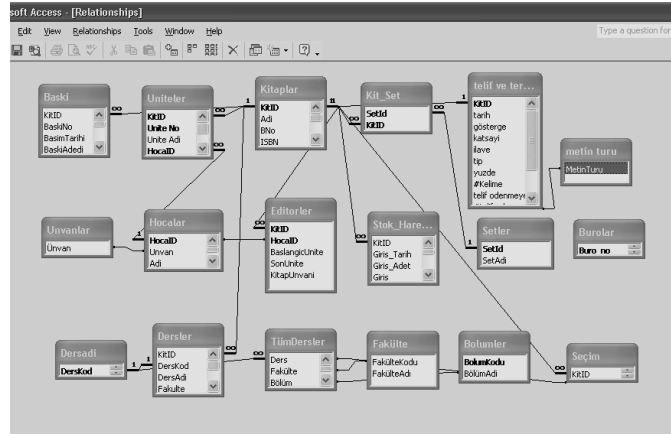 soft Access - [Relationships]
Edit View Relationships Tools Window Help
Type a question for
Baski
KitID
BaskiNo
BasimTarihi
BaskiAdedi
Uniteler
KitID
Unite No
Unite Adi
HocaID
Kitaplar
KitID
Adi
BNo
ISBN
Kit_Set
SetId
KitID
telif ve ter...
KitID
tarih
gösterge
katsayi
ilave
tip
yuzde
#Kelime
telif odenmeye
metin turu
MetinTuru
Unvanlar
Ünvan
Hocalar
HocaID
Unvan
Adi
Editorler
KitID
HocaID
BaslangicUnite
SonUnite
KitapUnvani
Stok_Hare...
KitID
Giris_Tarih
Giris_Adet
Giris
Setler
SetId
SetAdi
Burolar
Buro no
Dersadi
DersKod
Dersler
KitID
DersKod
DersAdi
Fakulte
TümDersler
Ders
Fakülte
Bölüm
Fakülte
FakülteKodu
FakülteAdı
Bolumler
BolumKodu
BölümAdi
Seçim
KitID